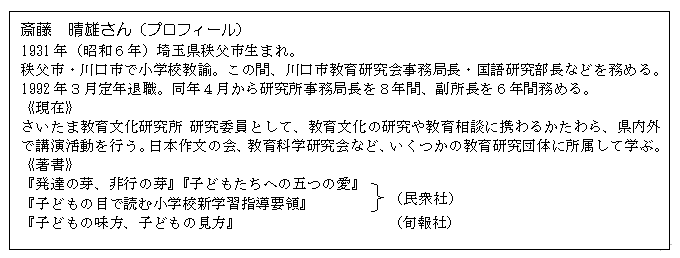 斎藤　晴雄さん（プロフィール）
1931年（昭和６年）埼玉県秩父市生まれ。
秩父市・川口市で小学校教諭。この間、川口市教育研究会事務局長・国語研究部長などを務める。
1992年３月定年退職。同年４月から研究所事務局長を８年間、副所長を６年間務める。
《現在》
さいたま教育文化研究所 研究委員として、教育文化の研究や教育相談に携わるかたわら、県内外
で講演活動を行う。日本作文の会、教育科学研究会など、いくつかの教育研究団体に所属して学ぶ。
《著書》
『発達の芽、非行の芽』『子どもたちへの五つの愛』
『子どもの目で読む小学校新学習指導要領』　（民衆社）
『子どもの味方、子どもの見方』　（旬報社）